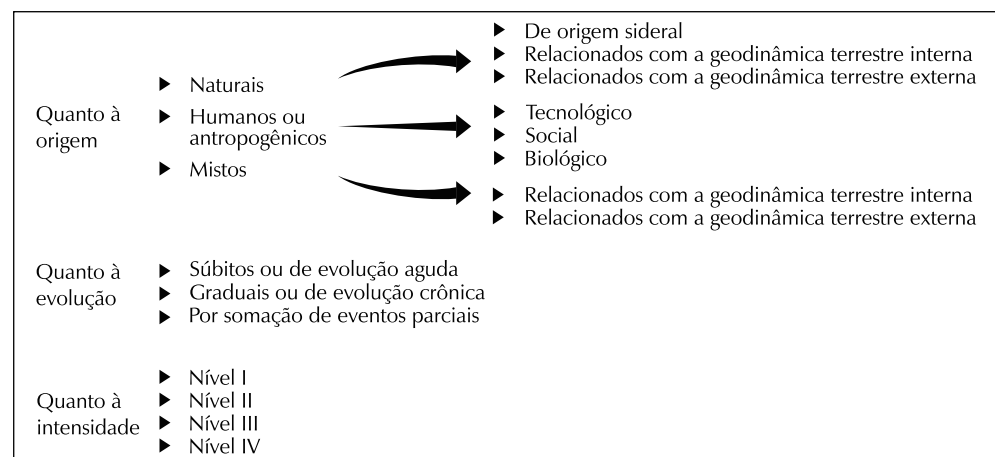 Quanto à
origem
Naturais
Humanos ou
antropogênicos
Mistos
De origem sideral
Relacionados com a geodinâmica terrestre interna
Relacionados com a geodinâmica terrestre externa
Tecnológico
Social
Biológico
Relacionados com a geodinâmica terrestre interna
Relacionados com a geodinâmica terrestre externa
Quanto à
evolução
Súbitos ou de evolução aguda
Graduais ou de evolução crônica
Por somação de eventos parciais
Quanto à
intensidade
Nível I
Nível II
Nível III
Nível IV